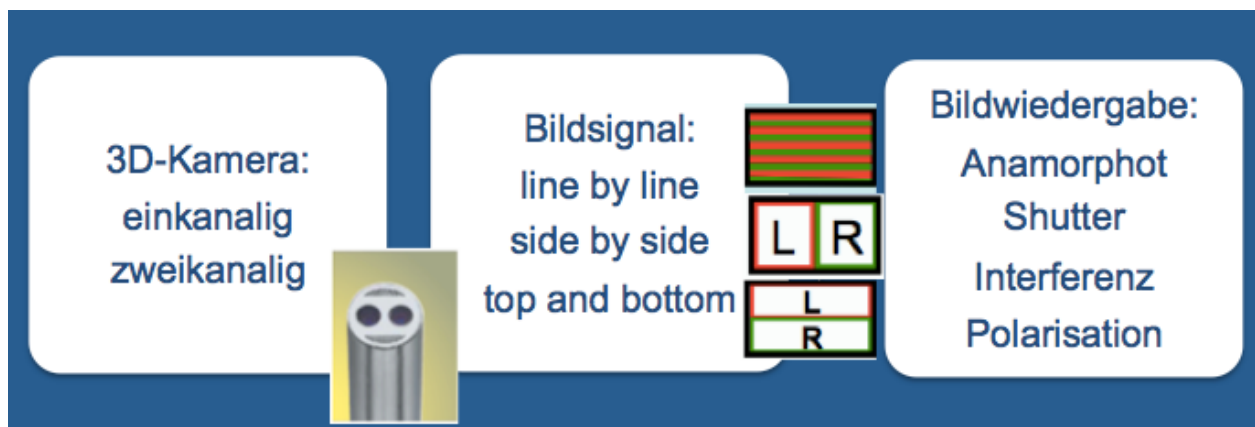 3D-Kamera:
einkanalig
zweikanalig
Bildsignal:
line by line
side by side
top and bottom
L R
L
R
Bildwiedergabe:
Anamorphot
Shutter
Interferenz
Polarisation